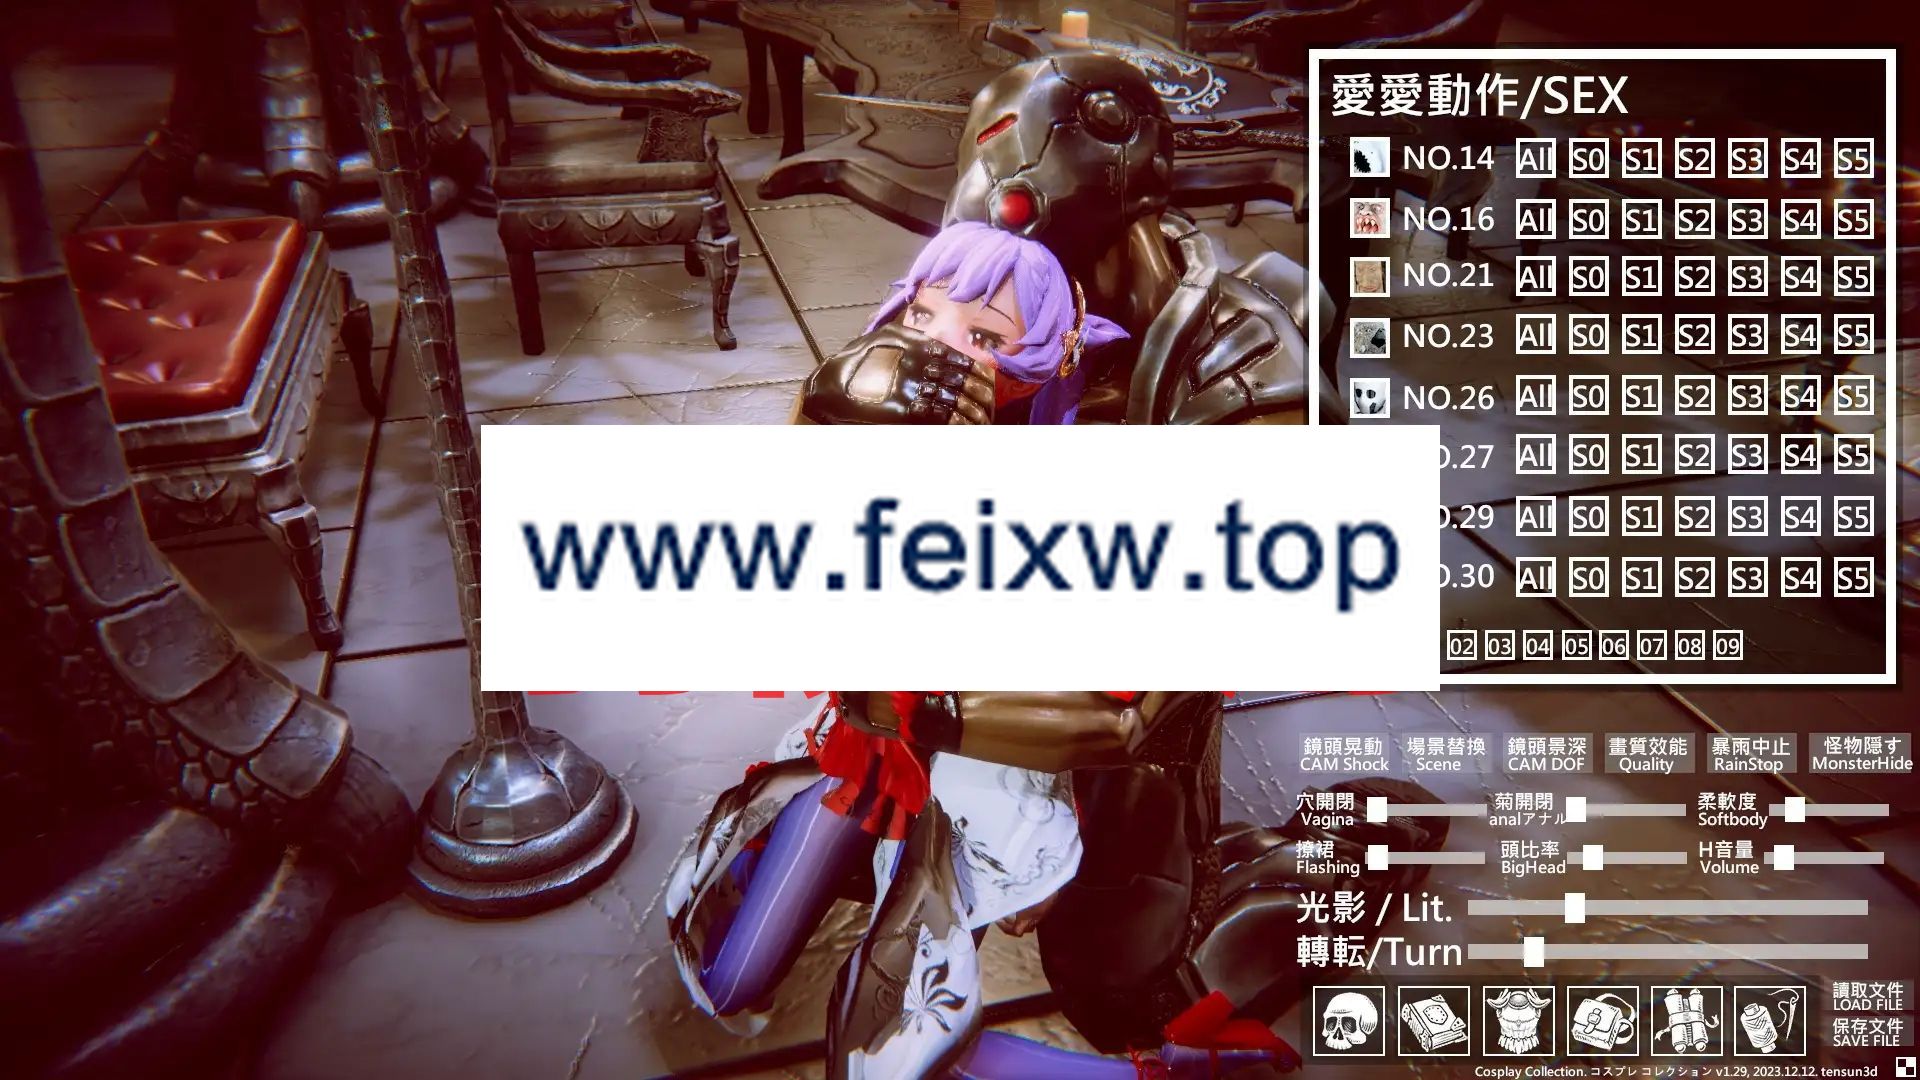 愛愛動作/SEX
NO.14 All S0 S1 S2 S3 S4 S5
NO.16 All S0 S1 S2 S3 S4 S5
NO.21 All S0 S1 S2 S3 S4 S5
NO.23 All S0 S1 S2 S3 S4 S5
NO.26 All S0 S1 S2 S3 S4 S5
.27 All S0 S1 S2 S3 S4 S5
www.feixw.top
.29 All S0 S1 S2 S3 S4 S5
.30 All S0 S1 S2 S3 S4 S5
02 03 04 05 06 07 08 09
鏡頭晃動 場景替換 鏡頭景深 畫質效能 暴雨中止 怪物隠す
CAM Shock Scene CAM DOF Quality RainStop MonsterHide
穴開閉 菊開閉 柔軟度
Vagina analアナル Softbody
撩裙 頭比率 H音量
Flashing BigHead Volume
光影 / Lit.
轉転/Turn
讀取文件
LOAD FILE
保存文件
SAVE FILE
Cosplay Collection. コスプレ コレクション v1.29, 2023.12.12. tensun3d